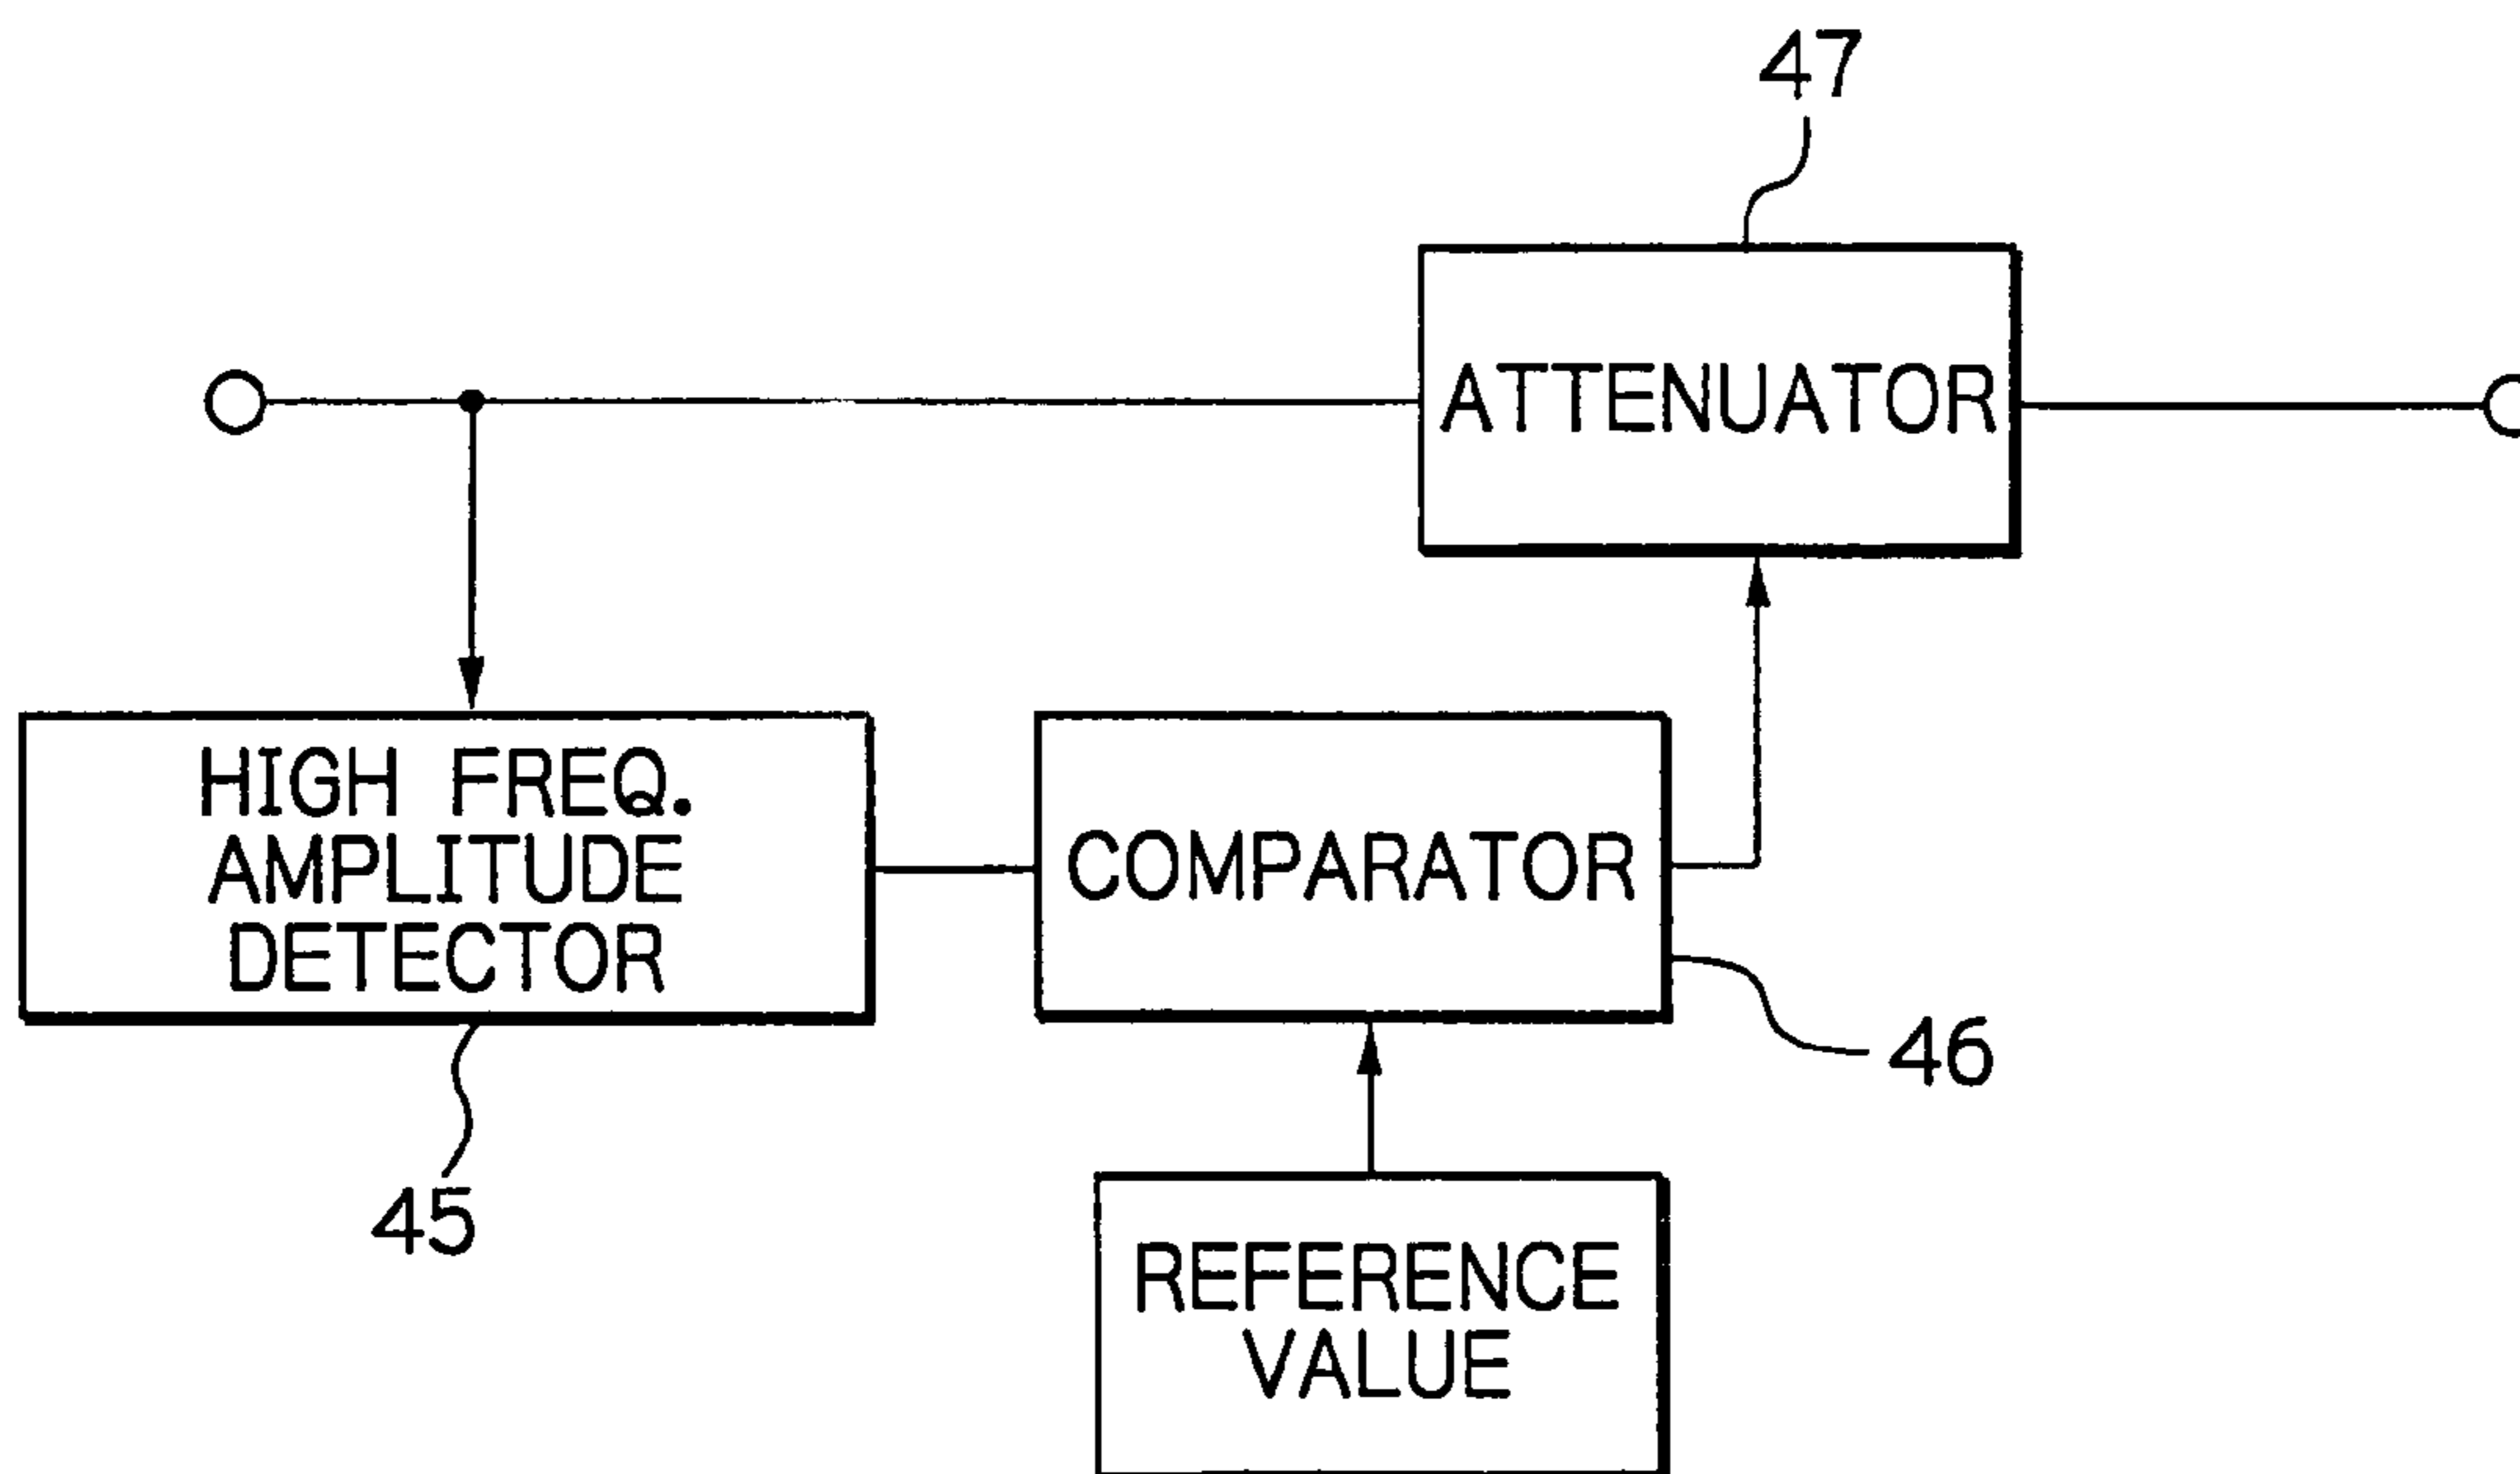 47
ATTENUATOR
HIGH FREQ.
AMPLITUDE
DETECTOR
COMPARATOR
46
45
REFERENCE
VALUE